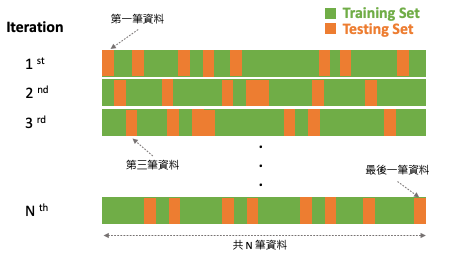 第一筆資料
Training Set
Testing Set
Iteration
1 st
2 nd
3 rd
第三筆資料
最後一筆資料
N th
共 N 筆資料